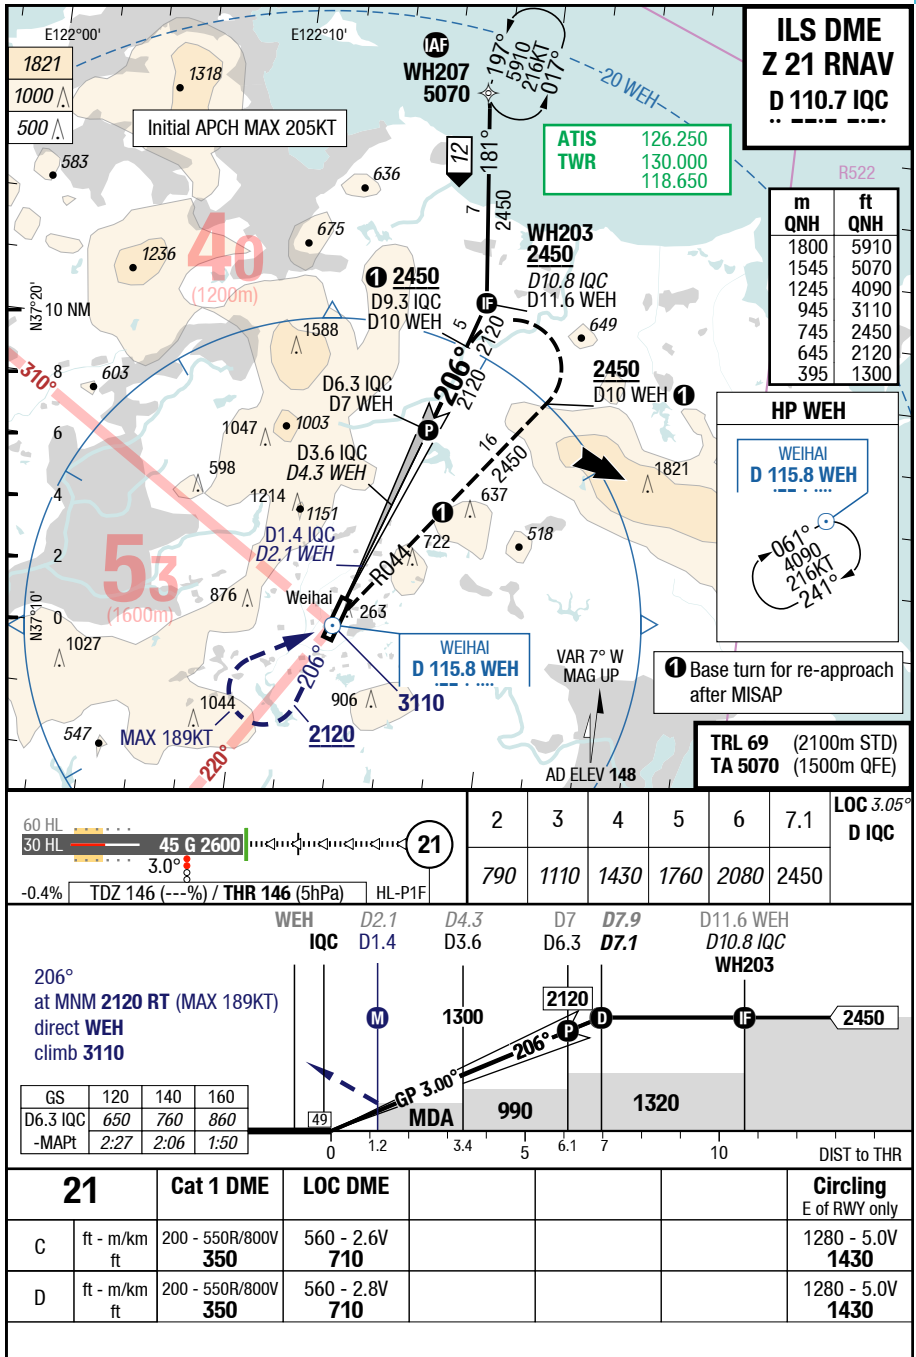 ILS DME
Z 21 RNAV
D 110.7 IQC
E122°00'
E122°10'
1821
1000
500
1318
Initial APCH MAX 205KT
IAF
WH207
5070
197°
5910
216KT
017°
20 WEH
ATIS 126.250
TWR 130.000
118.650
R522
12
181°
7
2450
583
636
675
1236
40
(1200m)
m ft
QNH QNH
1800 5910
1545 5070
1245 4090
945 3110
745 2450
645 2120
395 1300
WH203
2450
D10.8 IQC
D11.6 WEH
IF
1 2450
D9.3 IQC
D10 WEH
N37°20'
10 NM
8
6
4
2
0
N37°10'
1588
649
5
2120
206°
2120
2450
D10 WEH 1
310°
603
D6.3 IQC
D7 WEH
P
1047
1003
D3.6 IQC
D4.3 WEH
598
16
2450
1821
HP WEH
WEIHAI
D 115.8 WEH
061°
4090
216KT
241°
1214
1151
637
1
518
D1.4 IQC
D2.1 WEH
R044
722
53
(1600m)
876
Weihai
263
1027
WEIHAI
D 115.8 WEH
VAR 7° W
MAG UP
1 Base turn for re-approach
after MISAP
206°
3110
906
1044
547
MAX 189KT
2120
220°
AD ELEV 148
TRL 69 (2100m STD)
TA 5070 (1500m QFE)
60 HL
30 HL
45 G 2600
21
3.0°
-0.4%
TDZ 146 (---%) / THR 146 (5hPa)
HL-P1F
2 3 4 5 6 7.1 LOC 3.05°
D IQC
790 1110 1430 1760 2080 2450
WEH D2.1 D4.3 D7 D7.9 D11.6 WEH
IQC D1.4 D3.6 D6.3 D7.1 D10.8 IQC
WH203
206°
at MNM 2120 RT (MAX 189KT)
direct WEH
climb 3110
M
1300
2120
P
D
IF
2450
206°
GP 3.00°
MDA
990
1320
49
GS 120 140 160
D6.3 IQC 650 760 860
-MAPt 2:27 2:06 1:50
0 1.2 3.4 5 6.1 7 10 DIST to THR
21 Cat 1 DME LOC DME Circling
E of RWY only
C ft - m/km 200 - 550R/800V 560 - 2.6V 1280 - 5.0V
ft 350 710 1430
D ft - m/km 200 - 550R/800V 560 - 2.8V 1280 - 5.0V
ft 350 710 1430